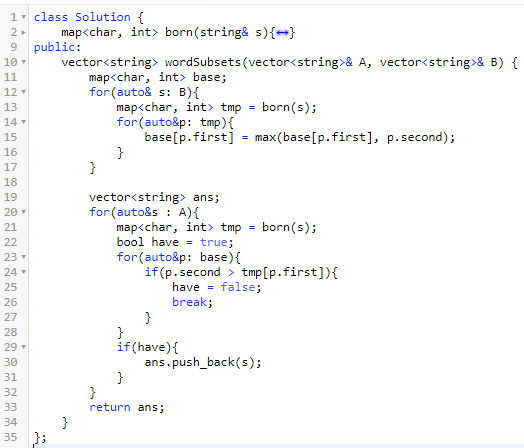 1 class Solution {
2 map<char, int> born(string& s){↔}
9 public:
10 vector<string> wordSubsets(vector<string>& A, vector<string>& B) {
11 map<char, int> base;
12 for(auto& s: B){
13 map<char, int> tmp = born(s);
14 for(auto&p: tmp){
15 base[p.first] = max(base[p.first], p.second);
16 }
17 }
18
19 vector<string> ans;
20 for(auto&s : A){
21 map<char, int> tmp = born(s);
22 bool have = true;
23 for(auto&p: base){
24 if(p.second > tmp[p.first]){
25 have = false;
26 break;
27 }
28 }
29 if(have){
30 ans.push_back(s);
31 }
32 }
33 return ans;
34 }
35 };